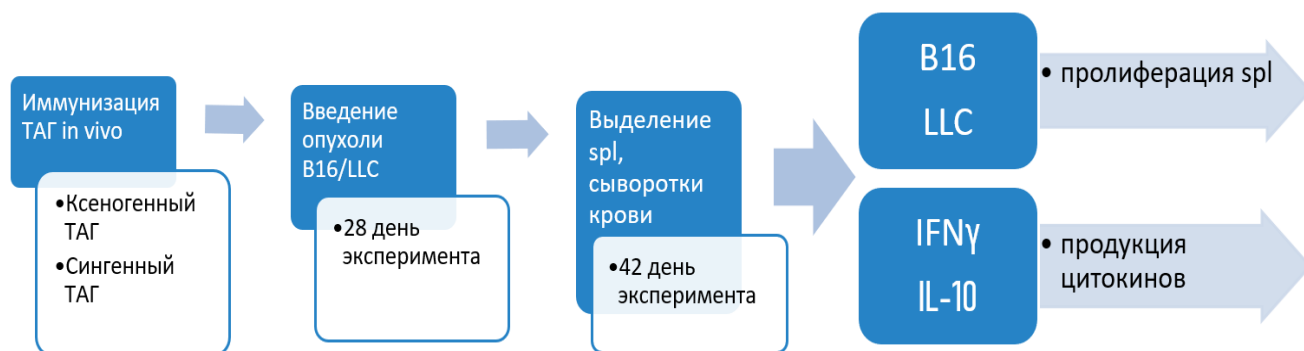 Иммунизация
ТАГ in vivo
•Ксеногенный
ТАГ
•Сингенный
ТАГ
Введение
опухоли
B16/LLC
•28 день
эксперимента
Выделение
spl,
сыворотки
крови
•42 день
эксперимента
B16
LLC
• пролиферация spl
IFNγ
IL-10
• продукция
цитокинов